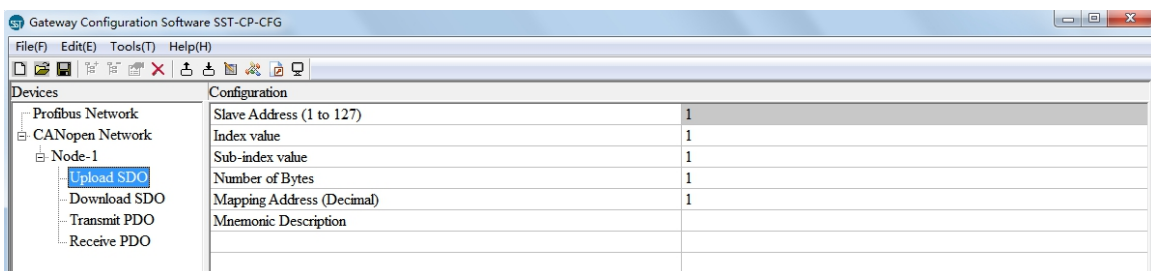 SST Gateway Configuration Software SST-CP-CFG
File(F) Edit(E) Tools(T) Help(H)
Devices Configuration
Profibus Network Slave Address (1 to 127) 1
CANopen Network Index value 1
Node-1 Sub-index value 1
Upload SDO Number of Bytes 1
Download SDO Mapping Address (Decimal) 1
Transmit PDO Mnemonic Description
Receive PDO